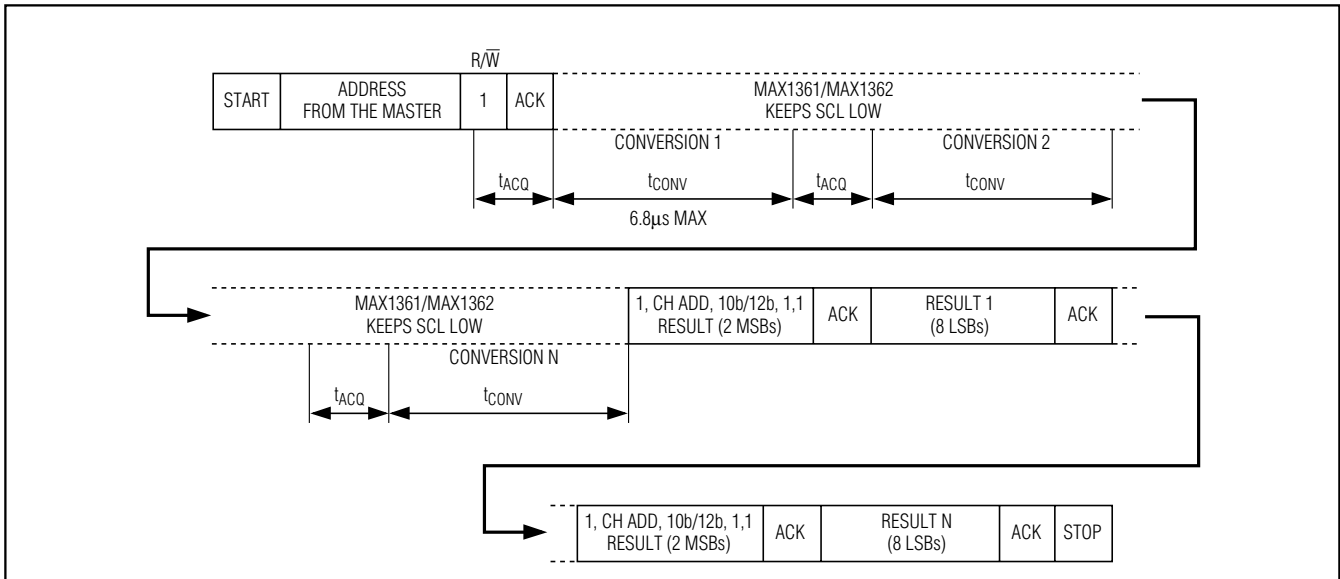 R/W̅
START
ADDRESS
FROM THE MASTER
1
ACK
MAX1361/MAX1362
KEEPS SCL LOW
CONVERSION 1
CONVERSION 2
tACQ
tCONV
tACQ
tCONV
6.8µs MAX
MAX1361/MAX1362
KEEPS SCL LOW
1, CH ADD, 10b/12b, 1,1
RESULT (2 MSBs)
ACK
RESULT 1
(8 LSBs)
ACK
CONVERSION N
tACQ
tCONV
1, CH ADD, 10b/12b, 1,1
RESULT (2 MSBs)
ACK
RESULT N
(8 LSBs)
ACK
STOP